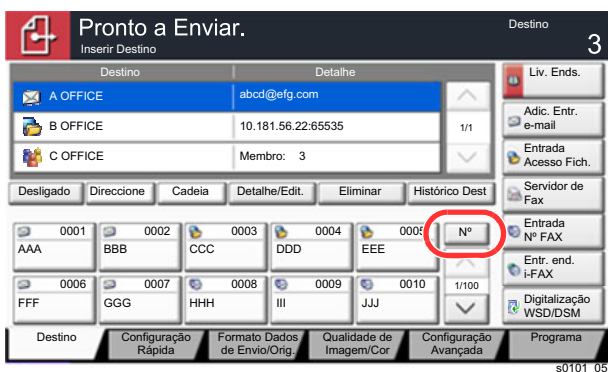 Pronto a Enviar.
Inserir Destino
Destino
3
Destino
Detalhe
A OFFICE
abcd@efg.com
B OFFICE
10.181.56.22:65535
1/1
C OFFICE
Membro: 3
Desligado
Direccione
Cadeia
Detalhe/Edit.
Eliminar
Histórico Dest
0001
AAA
0002
BBB
0003
CCC
0004
DDD
0005
EEE
Nº
0006
FFF
0007
GGG
0008
HHH
0009
III
0010
JJJ
1/100
Liv. Ends.
Adic. Entr.
e-mail
Entrada
Acesso Fich.
Servidor de
Fax
Entrada
Nº FAX
Entr. end.
i-FAX
Digitalização
WSD/DSM
Destino
Configuração
Rápida
Formato Dados
de Envio/Orig.
Qualidade de
Imagem/Cor
Configuração
Avançada
Programa
s0101_05